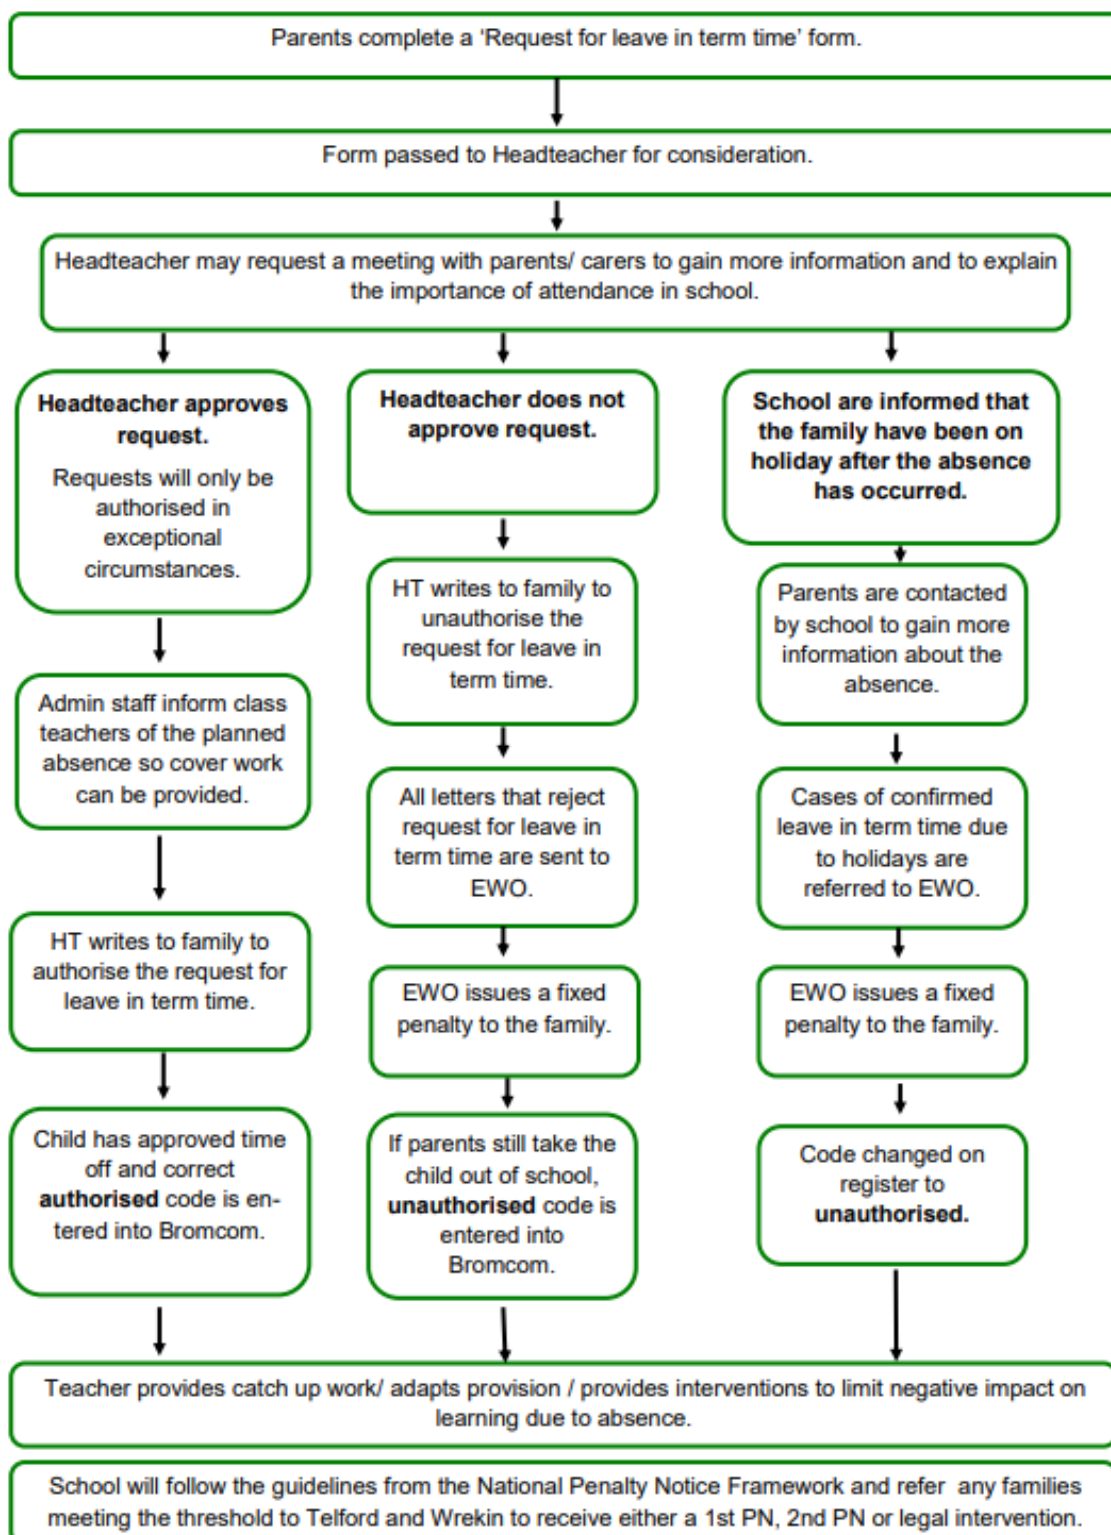 Parents complete a ‘Request for leave in term time’ form.
Form passed to Headteacher for consideration.
Headteacher may request a meeting with parents/ carers to gain more information and to explain
the importance of attendance in school.
Headteacher approves
request.
Requests will only be
authorised in
exceptional
circumstances.
Admin staff inform class
teachers of the planned
absence so cover work
can be provided.
HT writes to family to
authorise the request for
leave in term time.
Child has approved time
off and correct
authorised code is en-
tered into Bromcom.
Headteacher does not
approve request.
HT writes to family to
unauthorise the
request for leave in
term time.
All letters that reject
request for leave in
term time are sent to
EWO.
EWO issues a fixed
penalty to the family.
If parents still take the
child out of school,
unauthorised code is
entered into
Bromcom.
School are informed that
the family have been on
holiday after the absence
has occurred.
Parents are contacted
by school to gain more
information about the
absence.
Cases of confirmed
leave in term time due
to holidays are
referred to EWO.
EWO issues a fixed
penalty to the family.
Code changed on
register to
unauthorised.
Teacher provides catch up work/ adapts provision / provides interventions to limit negative impact on
learning due to absence.
School will follow the guidelines from the National Penalty Notice Framework and refer  any families
meeting the threshold to Telford and Wrekin to receive either a 1st PN, 2nd PN or legal intervention.